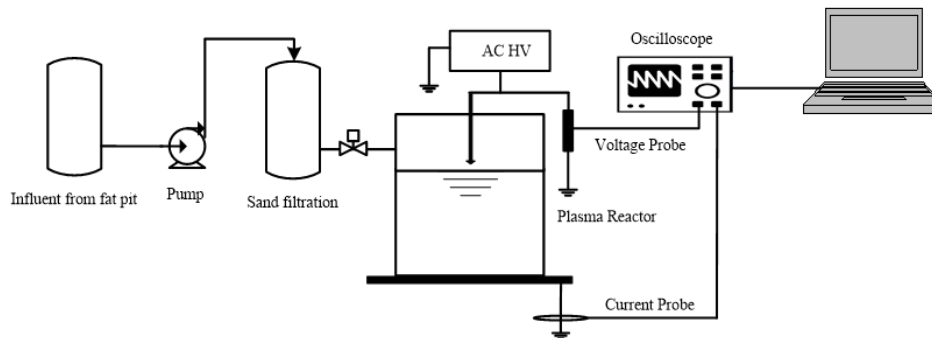 AC HV
Oscilloscope
Voltage Probe
Influent from fat pit
Pump
Sand filtration
Plasma Reactor
Current Probe